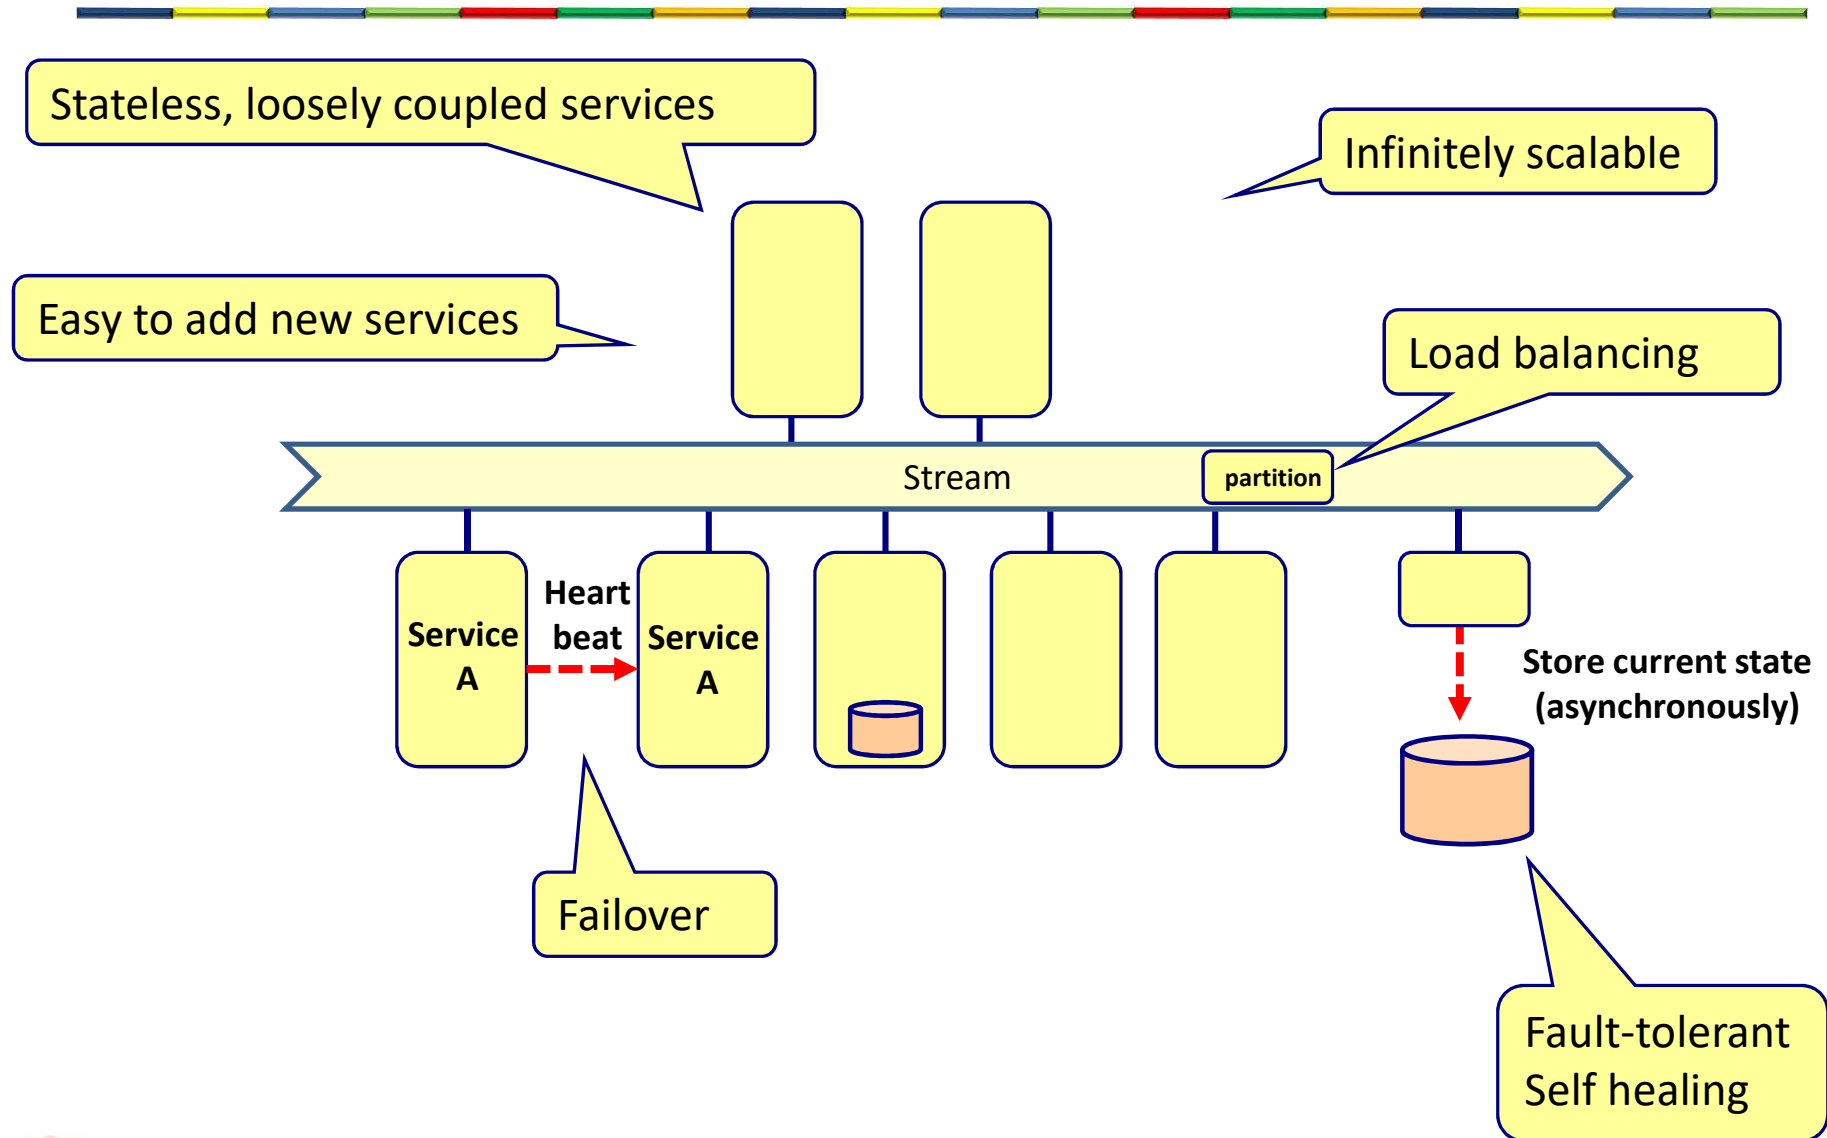 Stateless, loosely coupled services
Infinitely scalable
Easy to add new services
Load balancing
Stream
partition
Heart
beat
Service
A
Service
A
Store current state
(asynchronously)
Failover
Fault-tolerant
Self healing